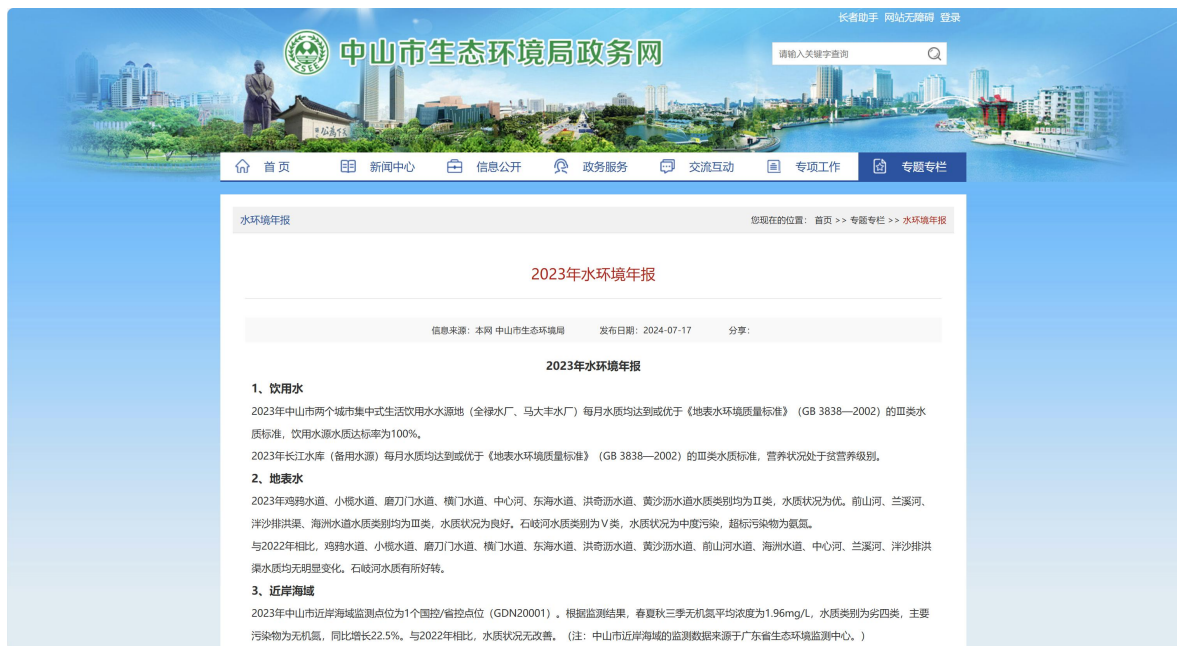 长者助手 网站无障碍 登录
中山市生态环境局政务网
请输入关键字查询
ZSEE
天下为公
首页 新闻中心 信息公开 政务服务 交流互动 专项工作 专题专栏
水环境年报 您现在的位置： 首页 >> 专题专栏 >> 水环境年报
2023年水环境年报
信息来源：本网 中山市生态环境局 发布日期：2024-07-17 分享：
2023年水环境年报
1、饮用水
2023年中山市两个城市集中式生活饮用水水源地（全禄水厂、马大丰水厂）每月水质均达到或优于《地表水环境质量标准》（GB 3838—2002）的Ⅲ类水
质标准，饮用水源水质达标率为100%。
2023年长江水库（备用水源）每月水质均达到或优于《地表水环境质量标准》（GB 3838—2002）的Ⅲ类水质标准，营养状况处于贫营养级别。
2、地表水
2023年鸡鸦水道、小榄水道、磨刀门水道、横门水道、中心河、东海水道、洪奇沥水道、黄沙沥水道水质类别均为Ⅱ类，水质状况为优。前山河、兰溪河、
泮沙排洪渠、海洲水道水质类别均为Ⅲ类，水质状况为良好。石岐河水质类别为Ⅴ类，水质状况为中度污染，超标污染物为氨氮。
与2022年相比，鸡鸦水道、小榄水道、磨刀门水道、横门水道、东海水道、洪奇沥水道、黄沙沥水道、前山河水道、海洲水道、中心河、兰溪河、泮沙排洪
渠水质均无明显变化。石岐河水质有所好转。
3、近岸海域
2023年中山市近岸海域监测点位为1个国控/省控点位（GDN20001）。根据监测结果，春夏秋三季无机氮平均浓度为1.96mg/L，水质类别为劣四类，主要
污染物为无机氮，同比增长22.5%。与2022年相比，水质状况无改善。（注：中山市近岸海域的监测数据来源于广东省生态环境监测中心。）